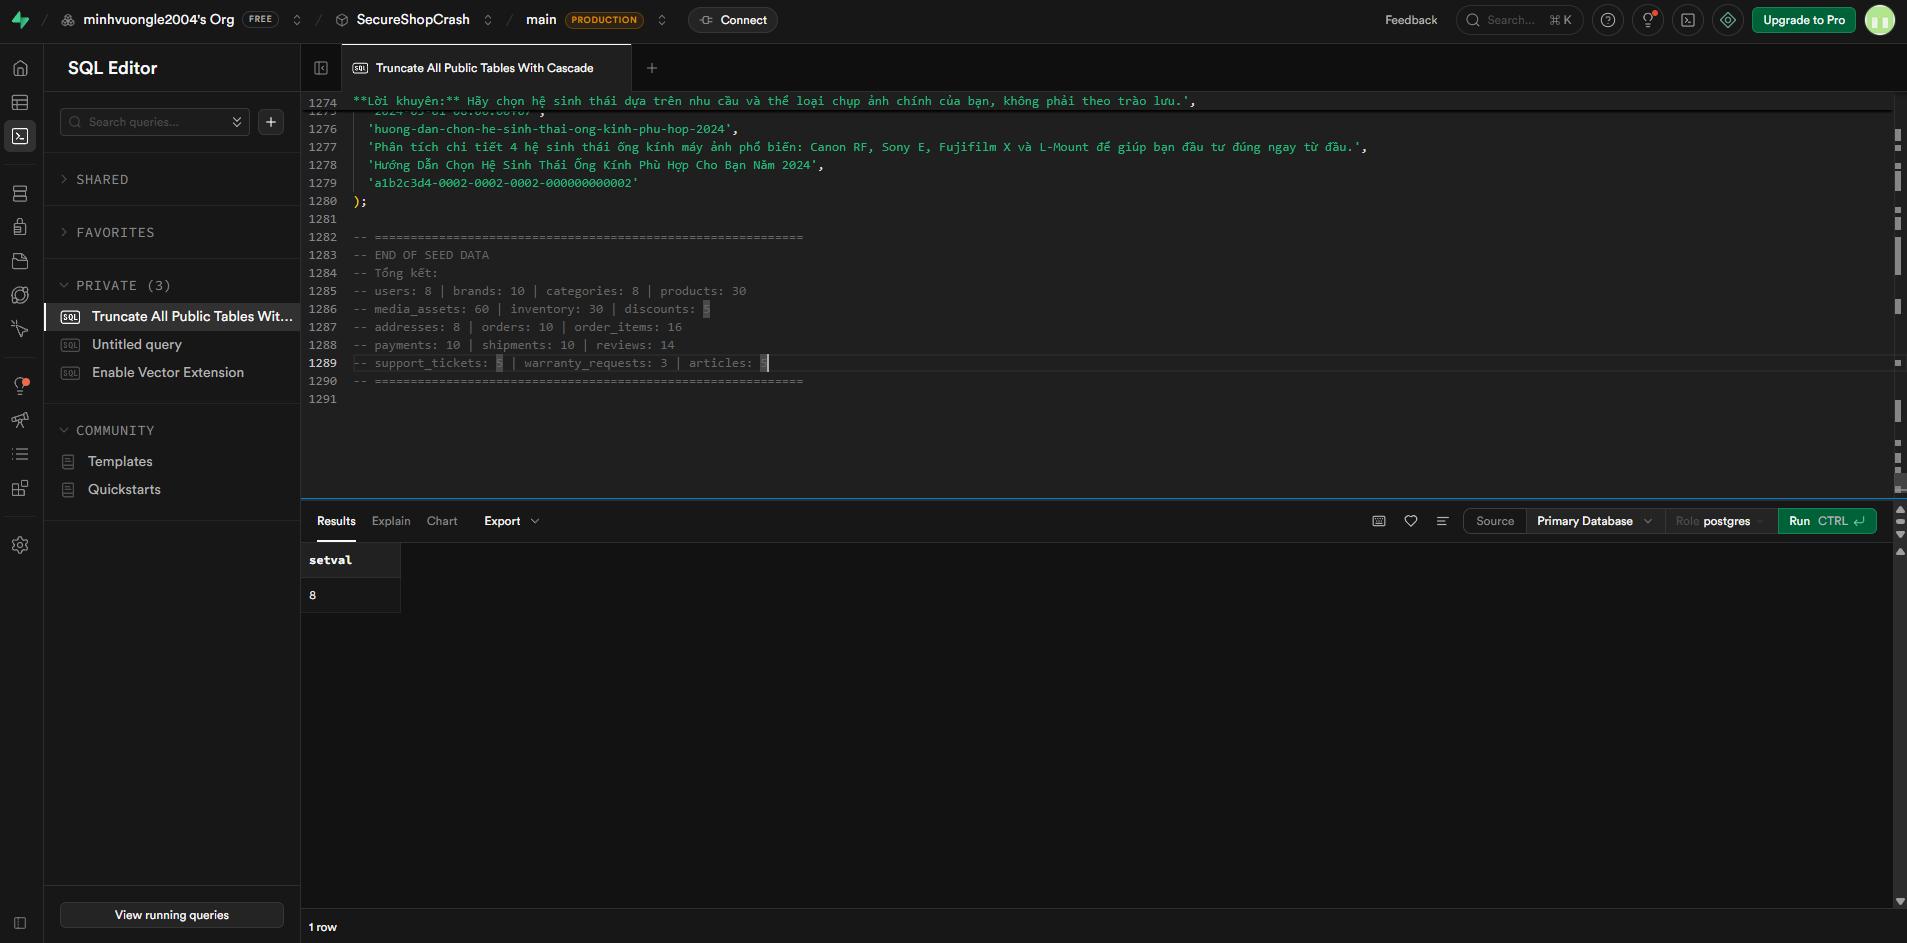 minhvuongle2004's Org FREE / SecureShopCrash / main PRODUCTION Connect Feedback Search... ⌘ K Upgrade to Pro
SQL Editor
Search queries...
SHARED
FAVORITES
PRIVATE (3)
SQL Truncate All Public Tables Wit...
SQL Untitled query
SQL Enable Vector Extension
COMMUNITY
Templates
Quickstarts
View running queries
SQL Truncate All Public Tables With Cascade
1274 **Lời khuyên:** Hãy chọn hệ sinh thái dựa trên nhu cầu và thể loại chụp ảnh chính của bạn, không phải theo trào lưu.',
1276 'huong-dan-chon-he-sinh-thai-ong-kinh-phu-hop-2024',
1277 'Phân tích chi tiết 4 hệ sinh thái ống kính máy ảnh phổ biến: Canon RF, Sony E, Fujifilm X và L-Mount để giúp bạn đầu tư đúng ngay từ đầu.',
1278 'Hướng Dẫn Chọn Hệ Sinh Thái Ống Kính Phù Hợp Cho Bạn Năm 2024',
1279 'a1b2c3d4-0002-0002-0002-000000000002'
1280 );
1281
1282 -- =========================================================
1283 -- END OF SEED DATA
1284 -- Tổng kết:
1285 -- users: 8 | brands: 10 | categories: 8 | products: 30
1286 -- media_assets: 60 | inventory: 30 | discounts: 5
1287 -- addresses: 8 | orders: 10 | order_items: 16
1288 -- payments: 10 | shipments: 10 | reviews: 14
1289 -- support_tickets: 5 | warranty_requests: 3 | articles: 5
1290 -- =========================================================
1291
Results Explain Chart Export Source Primary Database Role postgres Run CTRL
setval
8
1 row